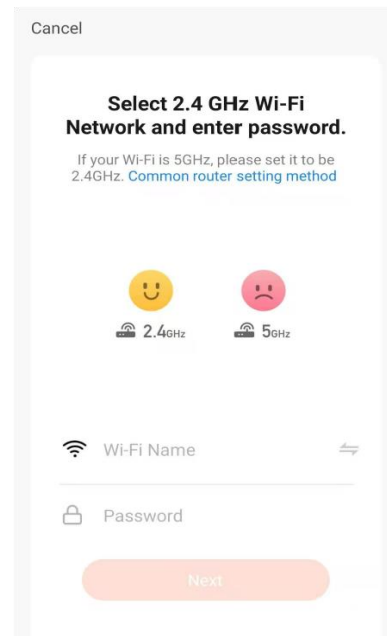 Cancel
Select 2.4 GHz Wi-Fi
Network and enter password.
If your Wi-Fi is 5GHz, please set it to be
2.4GHz. Common router setting method
2.4GHz 5GHz
Wi-Fi Name
Password
Next